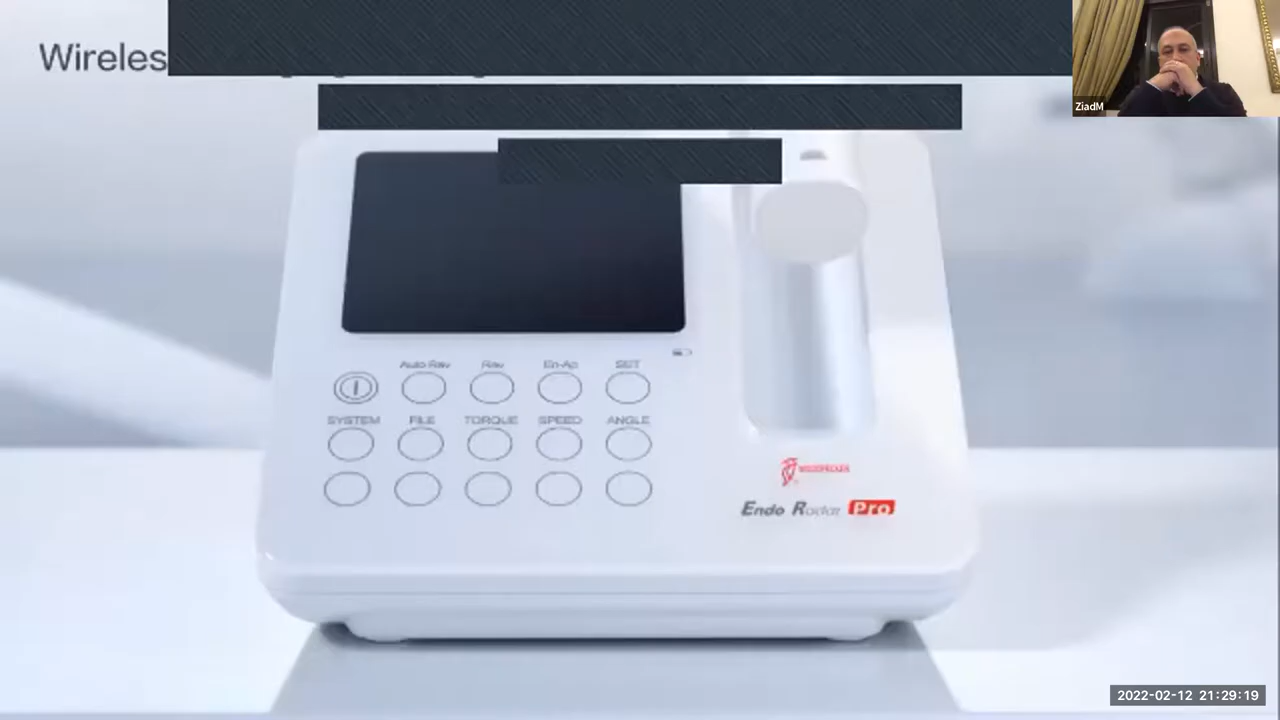 Wireles
ZiadM
Auto Rev Rev En-Ap SET
SYSTEM FILE TORQUE SPEED ANGLE
WOODPECKER
Endo Radar Pro
2022-02-12 21:29:19